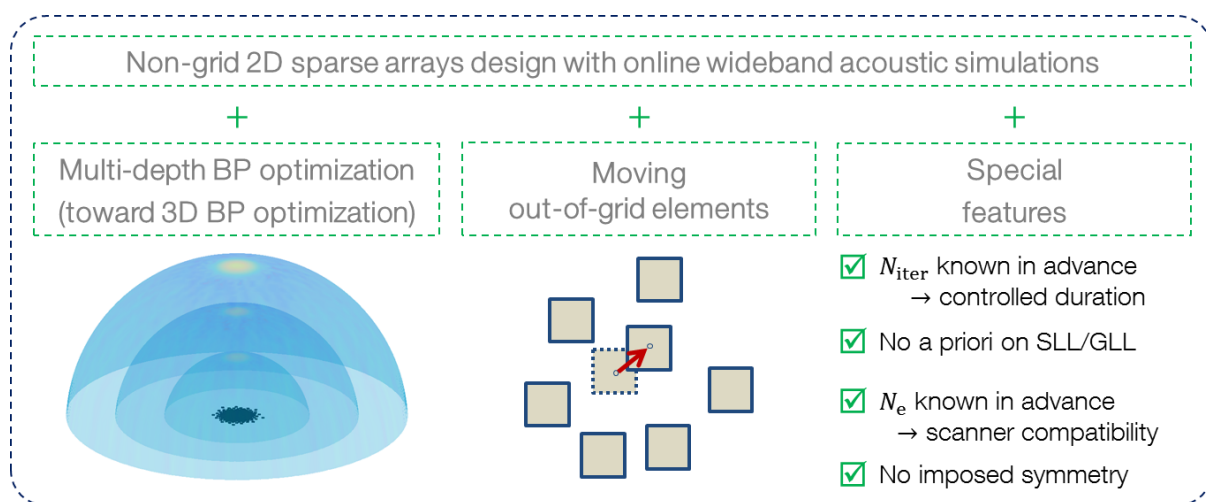 Non-grid 2D sparse arrays design with online wideband acoustic simulations
+ + +
Multi-depth BP optimization
(toward 3D BP optimization)
Moving
out-of-grid elements
Special
features
N_iter known in advance
→ controlled duration
No a priori on SLL/GLL
N_e known in advance
→ scanner compatibility
No imposed symmetry